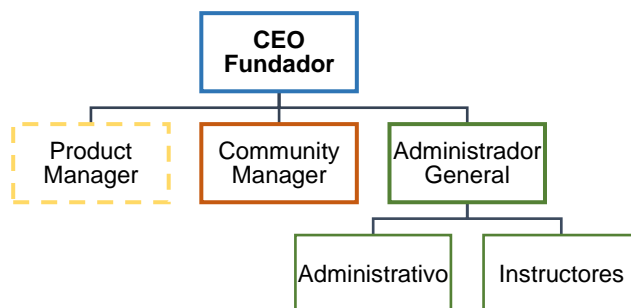 CEO
Fundador
Product
Manager
Community
Manager
Administrador
General
Administrativo
Instructores